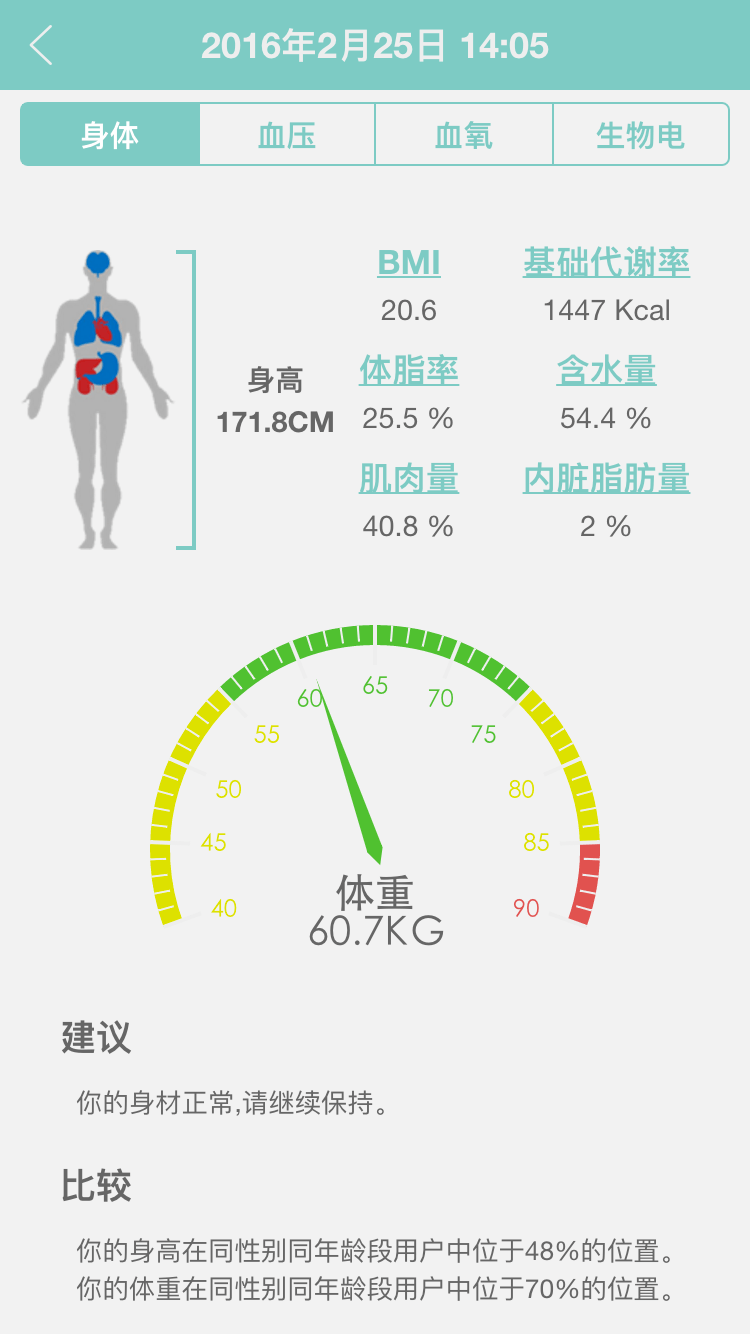 2016年2月25日 14:05
身体 血压 血氧 生物电
BMI 基础代谢率
20.6 1447 Kcal
身高
171.8CM
体脂率 含水量
25.5 % 54.4 %
肌肉量 内脏脂肪量
40.8 % 2 %
40
45
50
55
60
65
70
75
80
85
90
体重
60.7KG
建议
你的身材正常,请继续保持。
比较
你的身高在同性别同年龄段用户中位于48%的位置。
你的体重在同性别同年龄段用户中位于70%的位置。